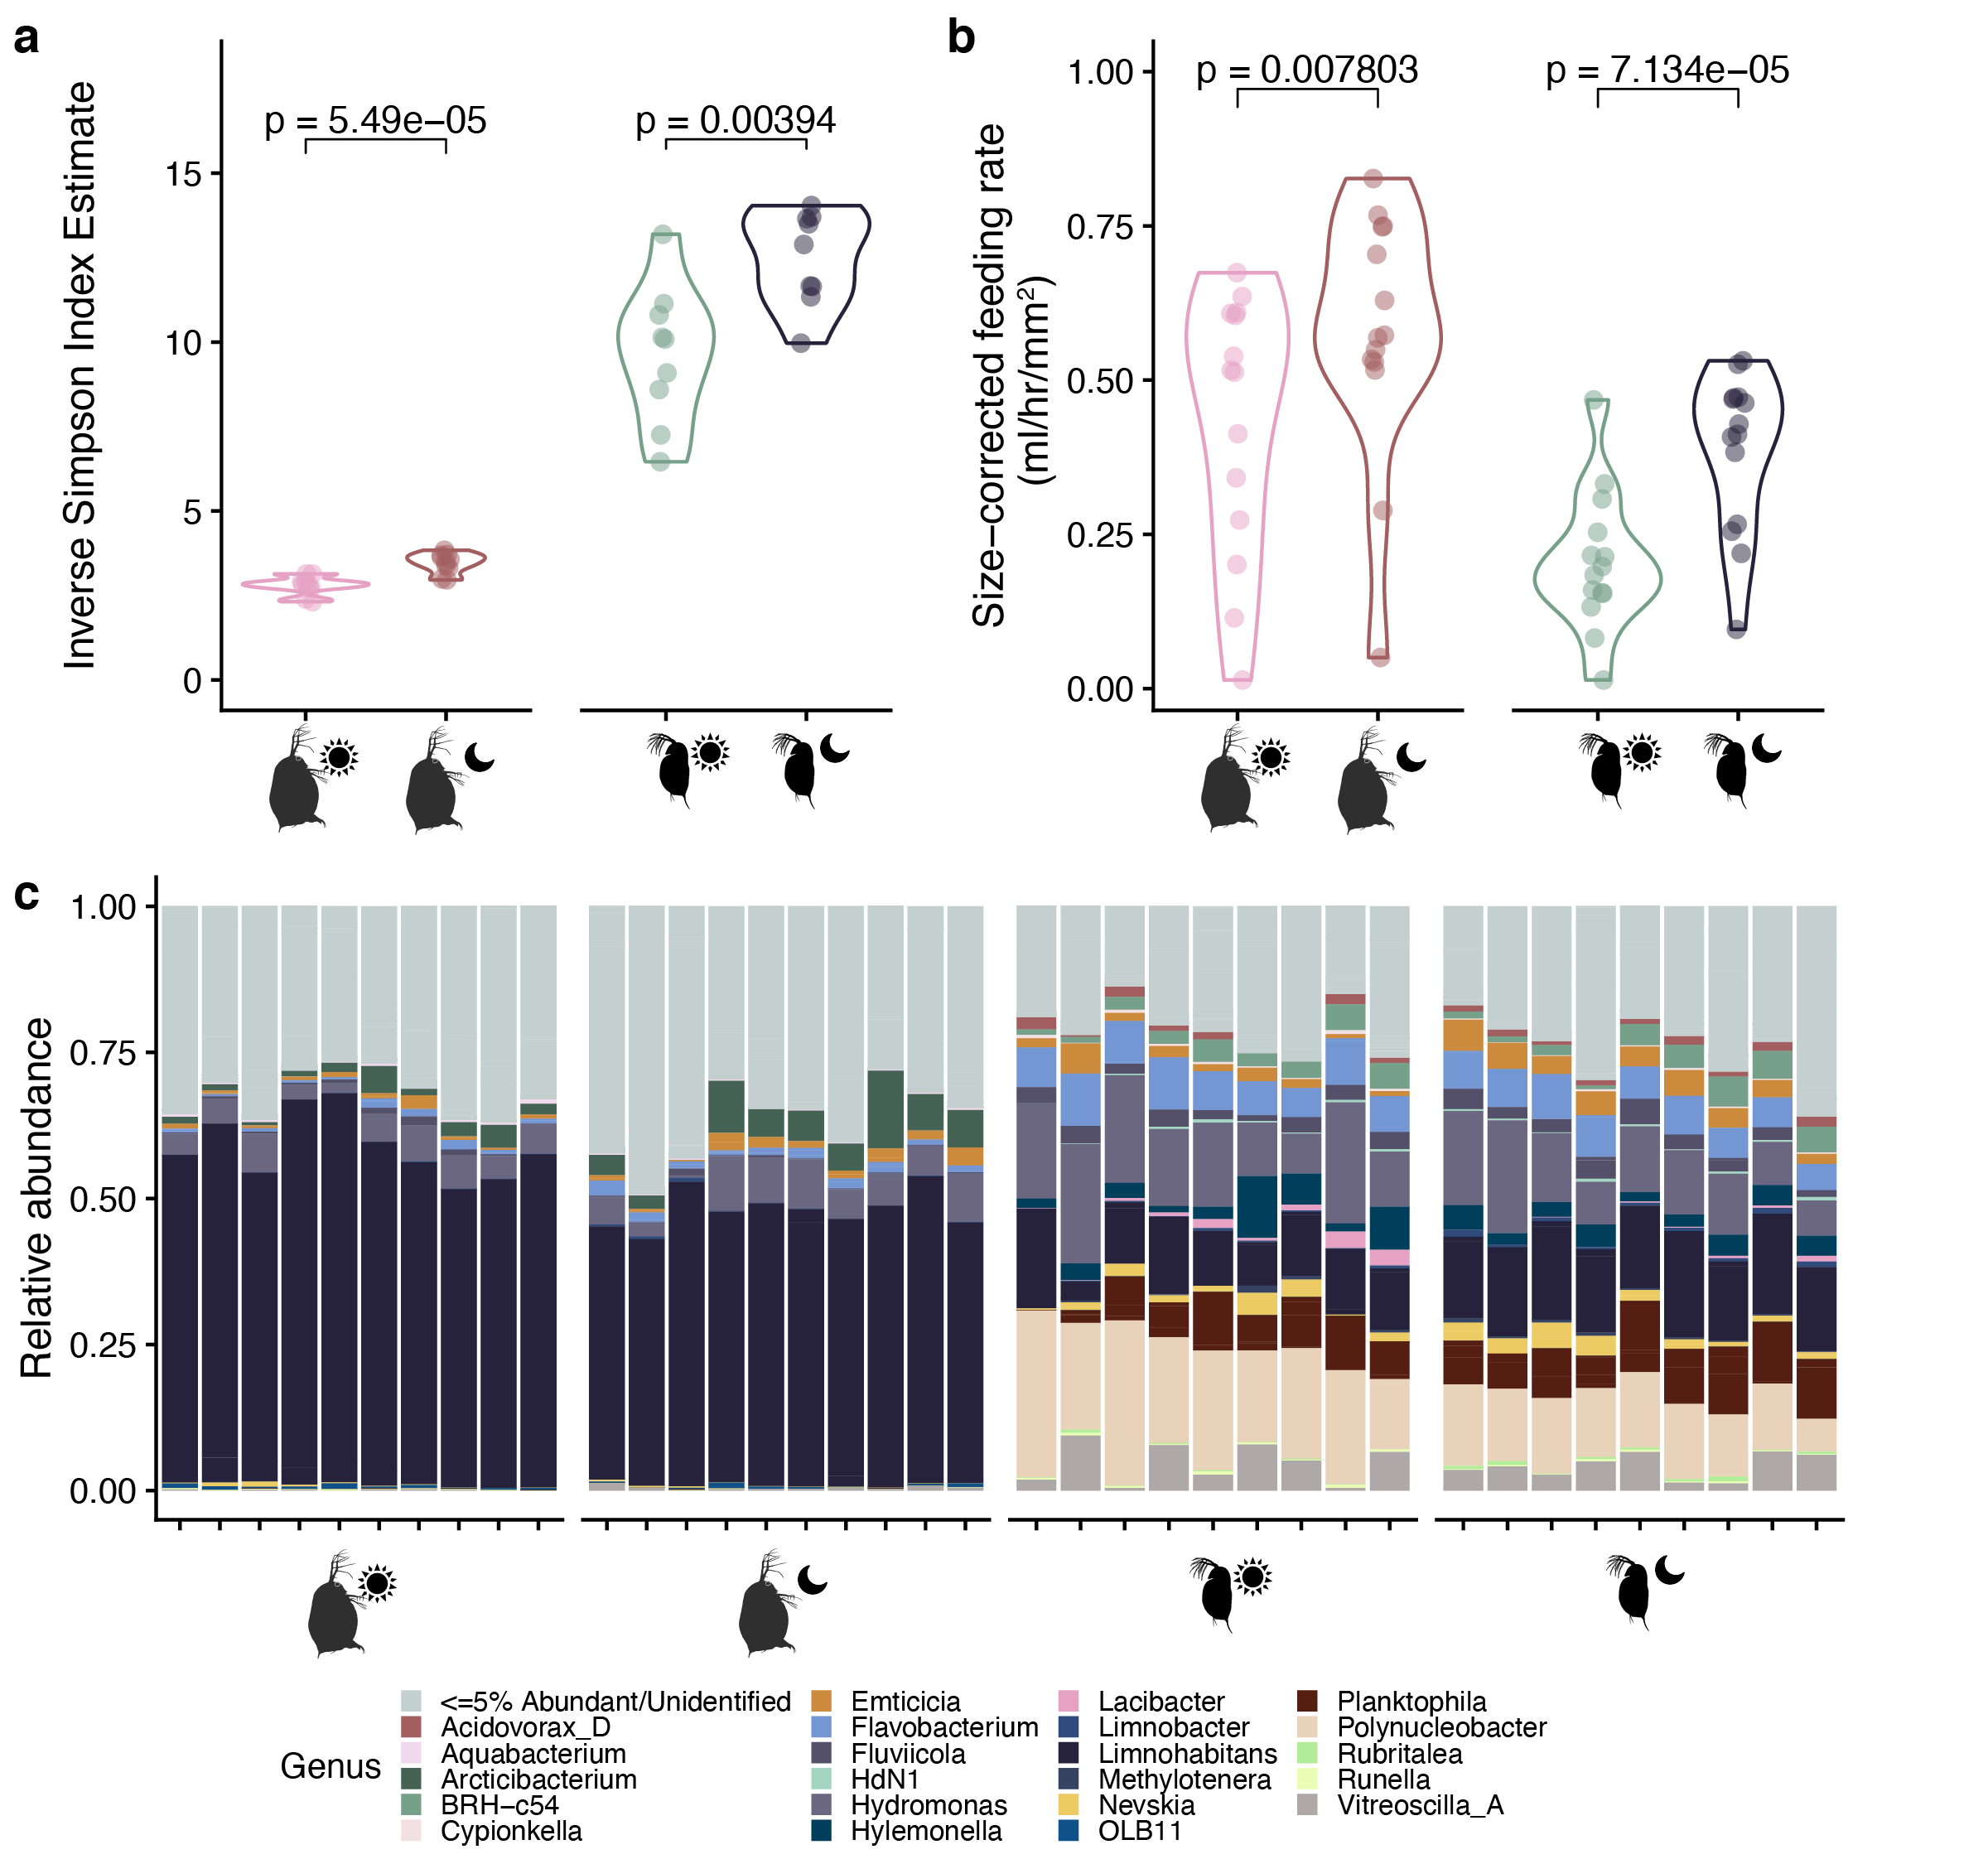 a
Inverse Simpson Index Estimate
15
10
5
0
p = 5.49e−05
p = 0.00394
b
Size−corrected feeding rate
(ml/hr/mm²)
1.00
0.75
0.50
0.25
0.00
p = 0.007803
p = 7.134e−05
c
Relative abundance
1.00
0.75
0.50
0.25
0.00
Genus
<=5% Abundant/Unidentified
Acidovorax_D
Aquabacterium
Arcticibacterium
BRH−c54
Cypionkella
Emticicia
Flavobacterium
Fluviicola
HdN1
Hydromonas
Hylemonella
Lacibacter
Limnobacter
Limnohabitans
Methylotenera
Nevskia
OLB11
Planktophila
Polynucleobacter
Rubritalea
Runella
Vitreoscilla_A